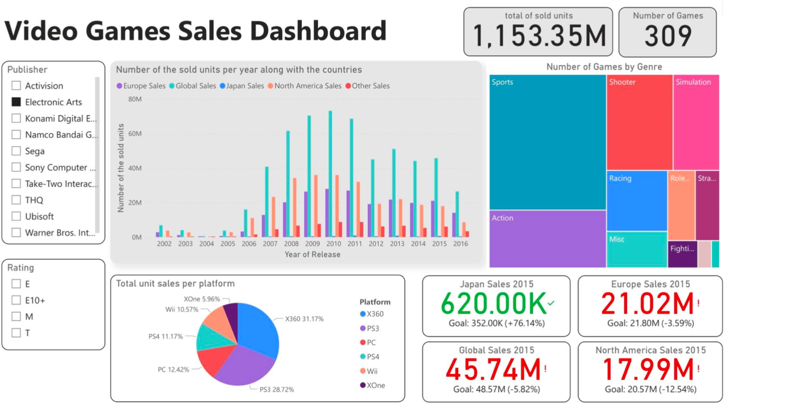 Video Games Sales Dashboard
total of sold units
1,153.35M
Number of Games
309
Publisher
Activision
Electronic Arts
Konami Digital E...
Namco Bandai G...
Sega
Sony Computer ...
Take-Two Interac...
THQ
Ubisoft
Warner Bros. Int...
Rating
E
E10+
M
T
Number of the sold units per year along with the countries
Europe Sales Global Sales Japan Sales North America Sales Other Sales
Number of the sold units
80M
60M
40M
20M
0M
2002 2003 2004 2005 2006 2007 2008 2009 2010 2011 2012 2013 2014 2015 2016
Year of Release
Number of Games by Genre
Sports
Shooter
Simulation
Racing
Role...
Stra...
Action
Misc
Fighti...
Total unit sales per platform
XOne 5.96%
Wii 10.57%
PS4 11.17%
PC 12.42%
PS3 28.72%
X360 31.17%
Platform
X360
PS3
PC
PS4
Wii
XOne
Japan Sales 2015
620.00K
Goal: 352.00K (+76.14%)
Europe Sales 2015
21.02M!
Goal: 21.80M (-3.59%)
Global Sales 2015
45.74M!
Goal: 48.57M (-5.82%)
North America Sales 2015
17.99M!
Goal: 20.57M (-12.54%)